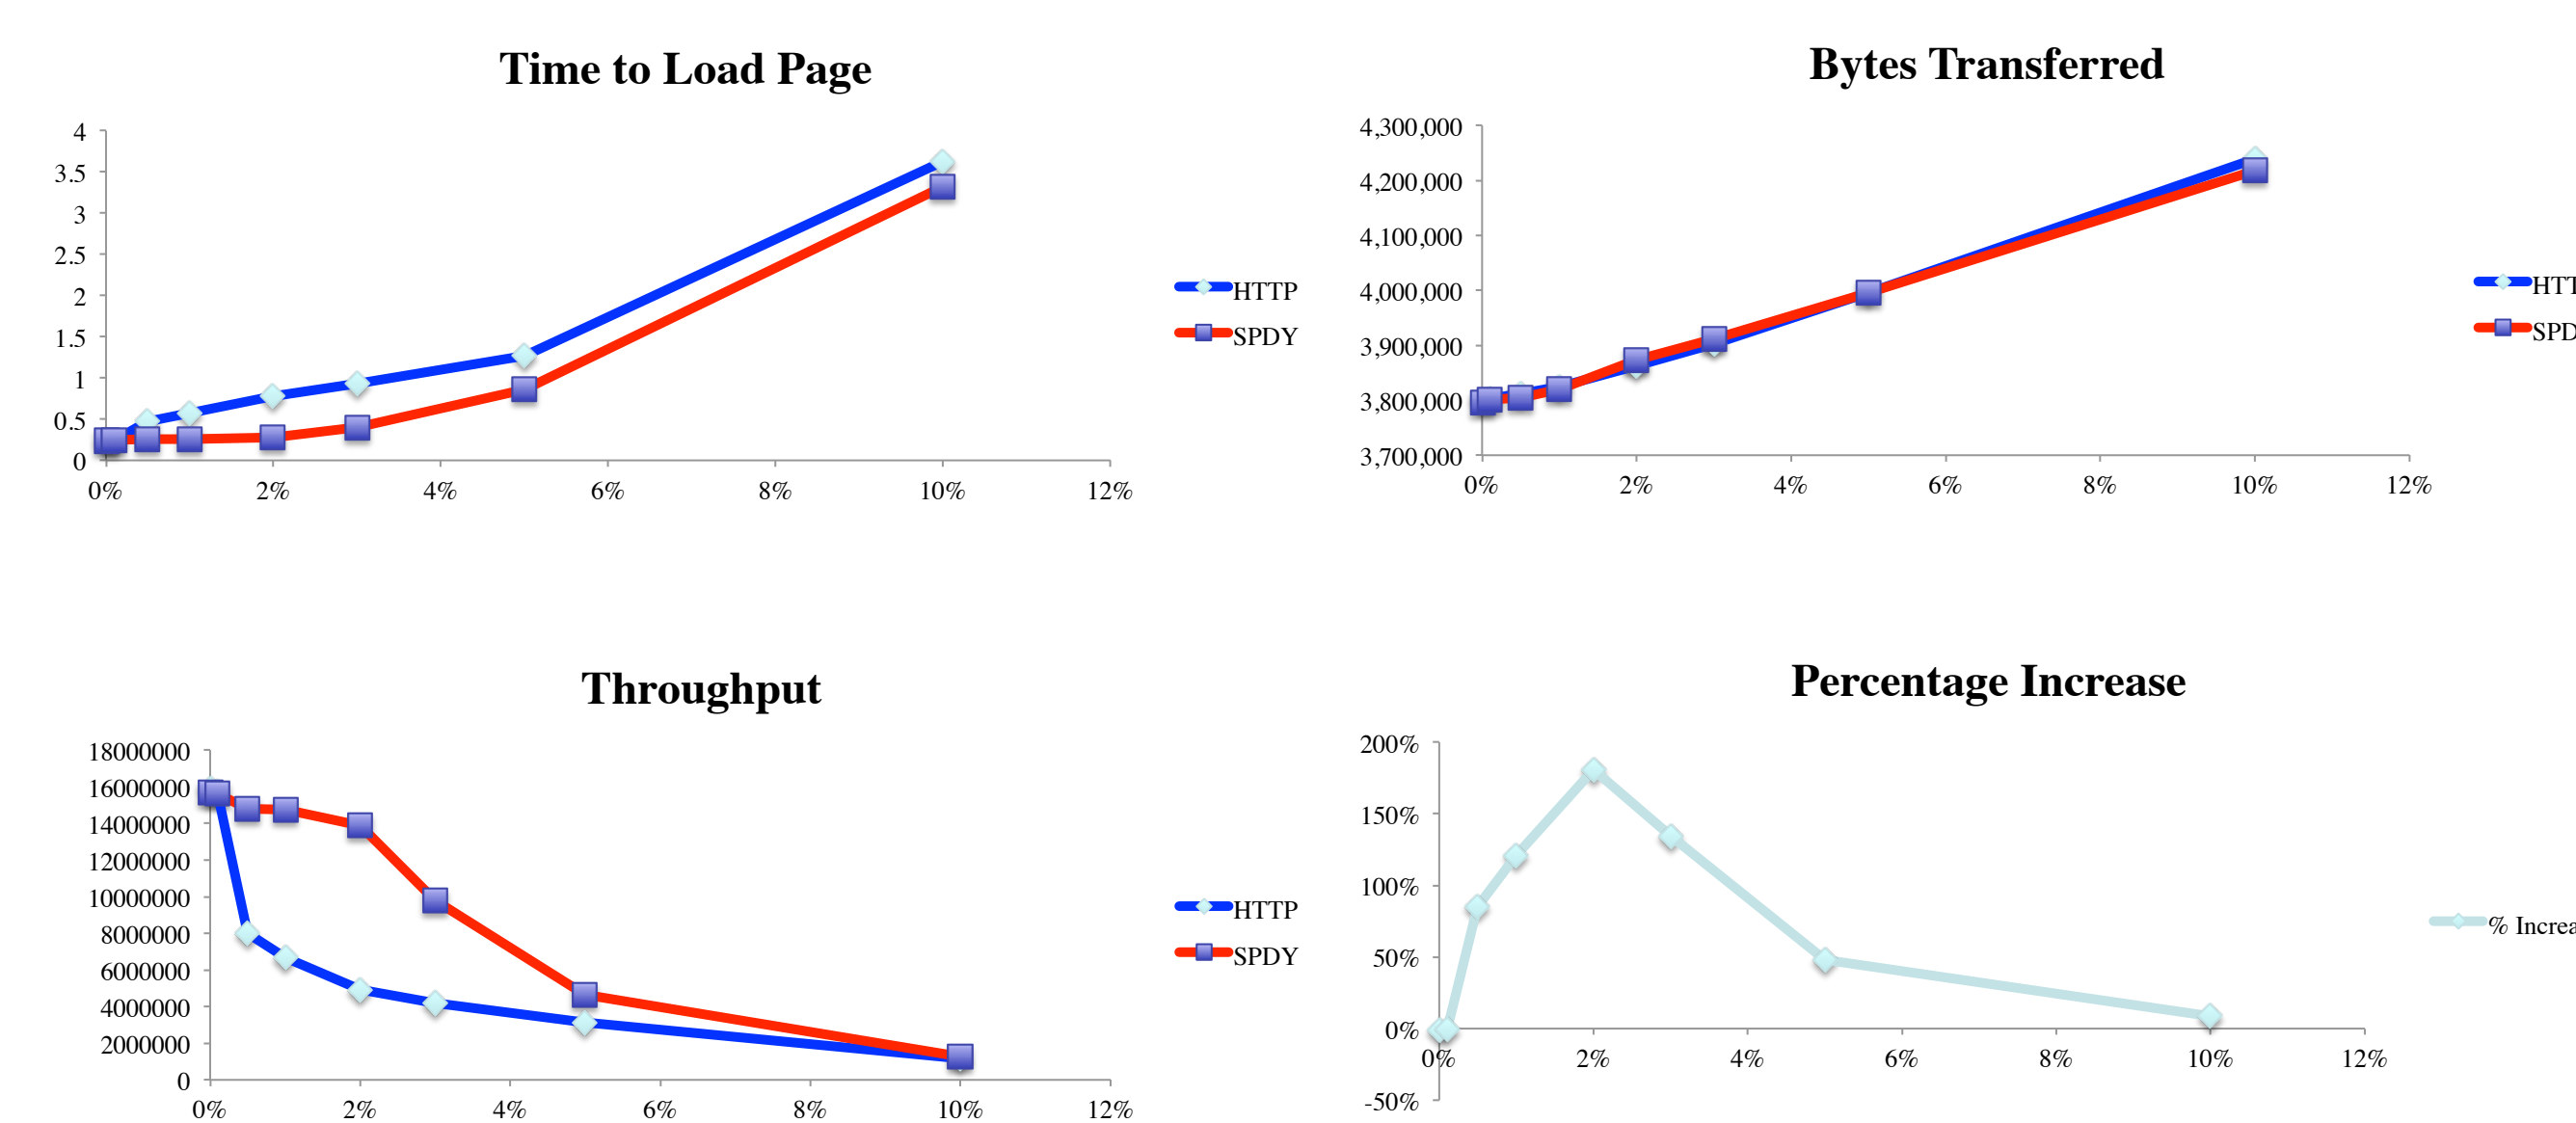 Time to Load Page
4
3.5
3
2.5
2
1.5
1
0.5
0
0% 2% 4% 6% 8% 10% 12%
HTTP
SPDY
Bytes Transferred
4,300,000
4,200,000
4,100,000
4,000,000
3,900,000
3,800,000
3,700,000
0% 2% 4% 6% 8% 10% 12%
HTT
SPD
Throughput
18000000
16000000
14000000
12000000
10000000
8000000
6000000
4000000
2000000
0
0% 2% 4% 6% 8% 10% 12%
HTTP
SPDY
Percentage Increase
200%
150%
100%
50%
0%
-50%
0% 2% 4% 6% 8% 10% 12%
% Increa